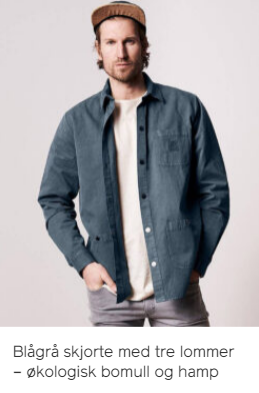 Blågrå skjorte med tre lommer
– økologisk bomull og hamp